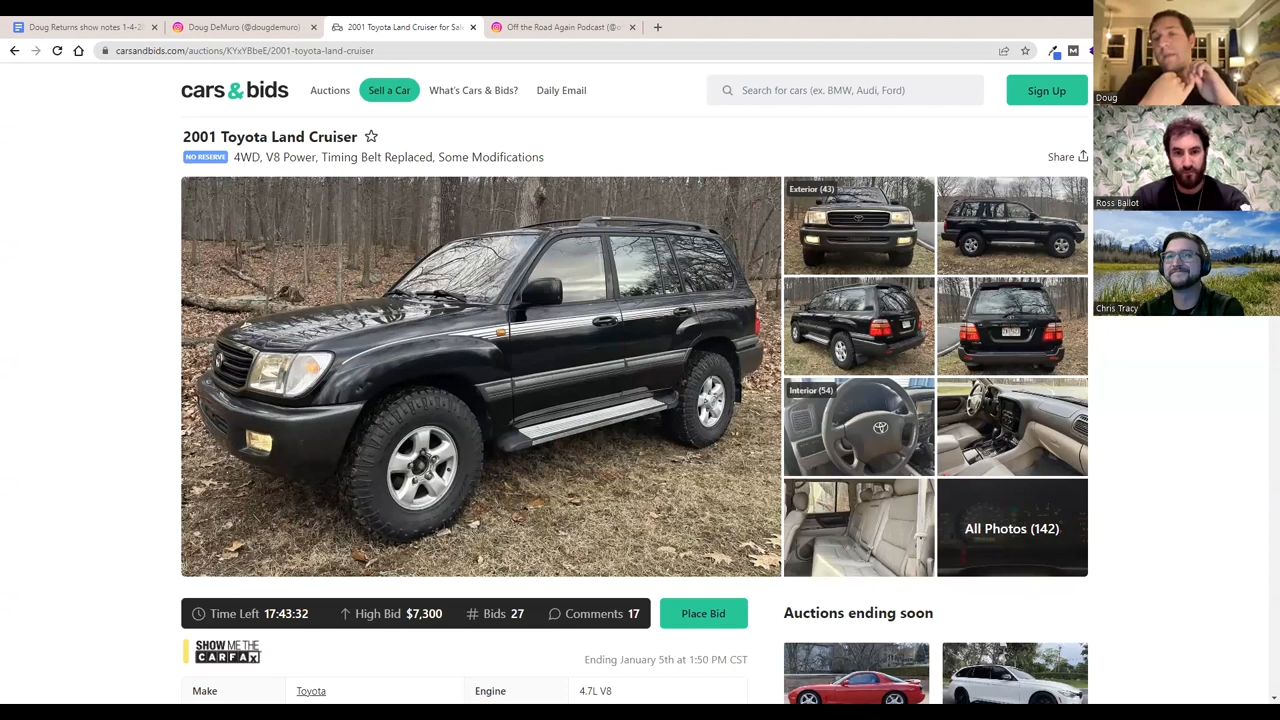 Doug Returns show notes 1-4-2
Doug DeMuro (@dougdemuro)
2001 Toyota Land Cruiser for Sal
Off the Road Again Podcast (@o
carsandbids.com/auctions/KYxYBbeE/2001-toyota-land-cruiser
cars&bids
Auctions
Sell a Car
What's Cars & Bids?
Daily Email
Search for cars (ex. BMW, Audi, Ford)
Sign Up
Doug
Ross Ballot
Chris Tracy
2001 Toyota Land Cruiser
NO RESERVE 4WD, V8 Power, Timing Belt Replaced, Some Modifications
Share
Exterior (43)
Interior (54)
All Photos (142)
Time Left 17:43:32
High Bid $7,300
# Bids 27
Comments 17
Place Bid
Auctions ending soon
SHOW ME THE
CARFAX
Ending January 5th at 1:50 PM CST
Make
Toyota
Engine
4.7L V8